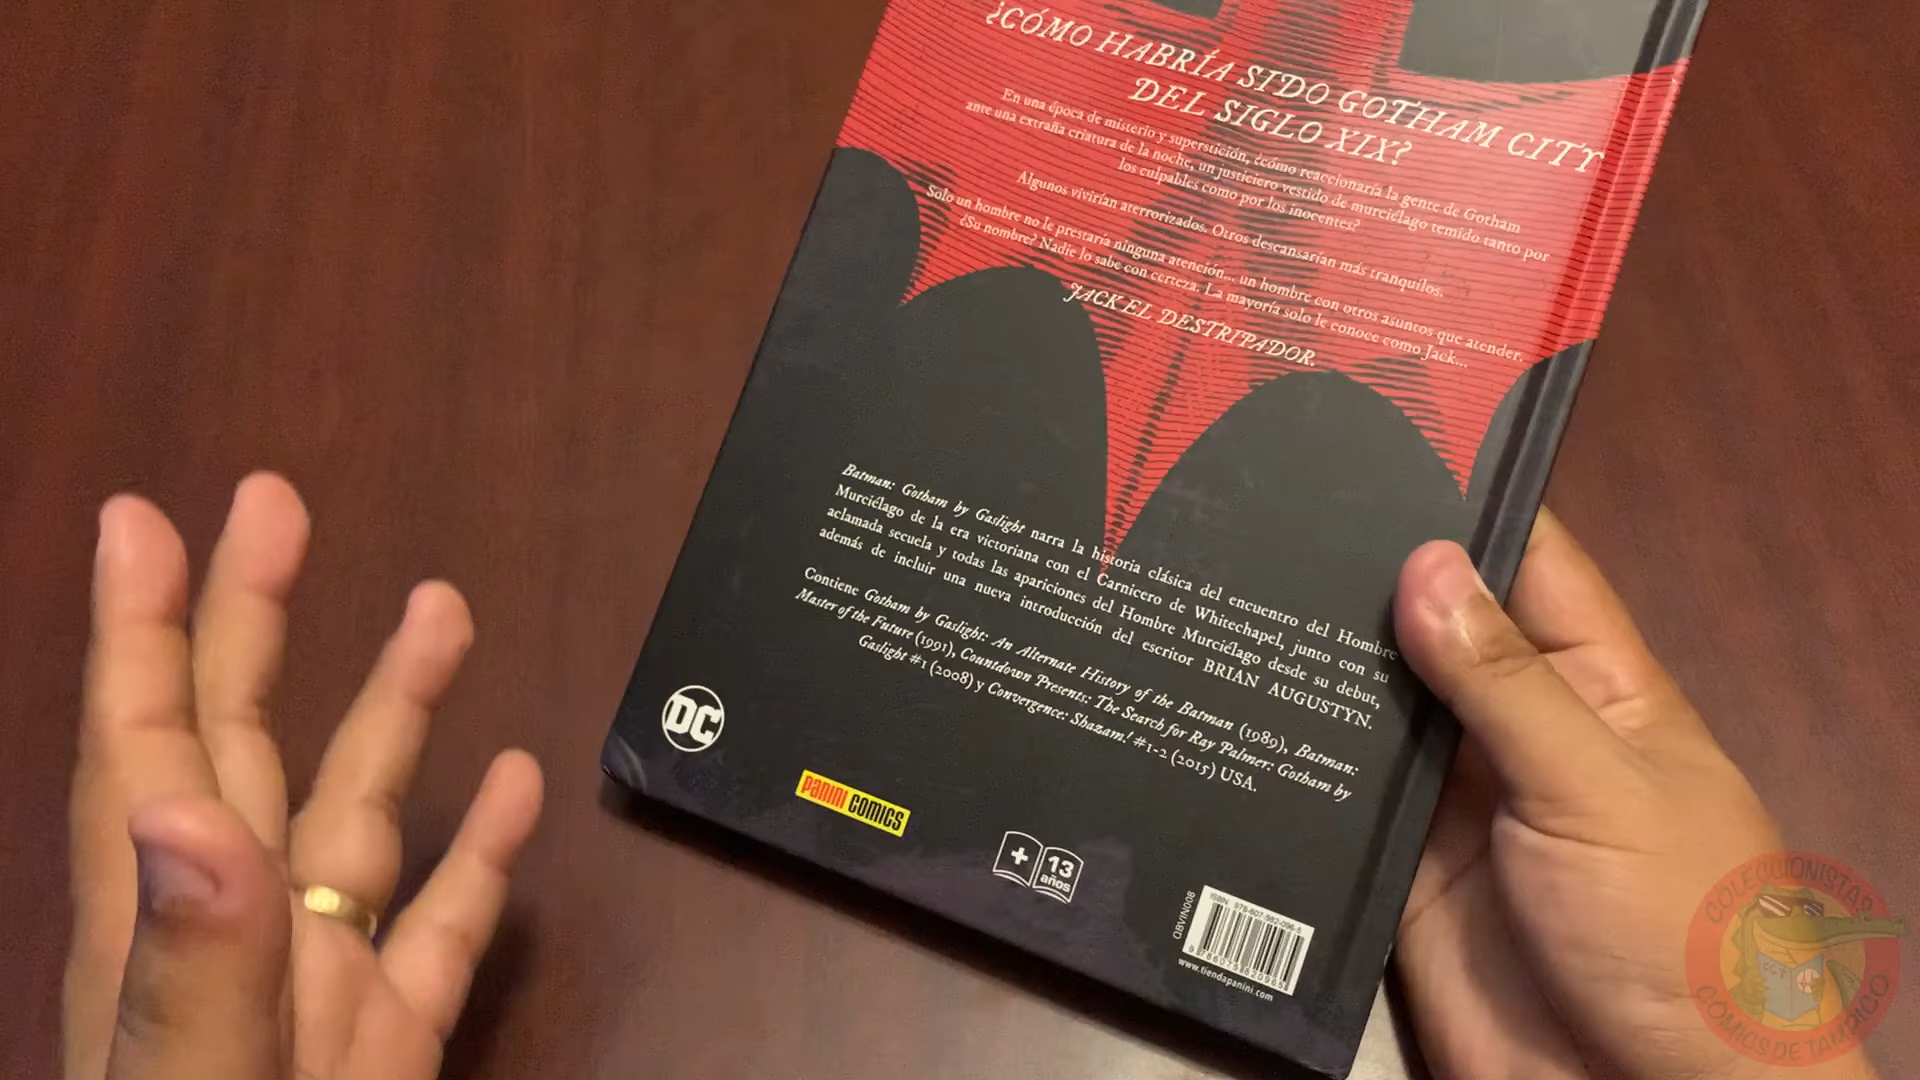 ¿CÓMO HABRÍA SIDO GOTHAM CITY
DEL SIGLO XIX?
En una época de misterio y superstición, ¿cómo reaccionaría la gente de Gotham
ante una extraña criatura de la noche, un justiciero vestido de murciélago temido tanto por
los culpables como por los inocentes?
Algunos vivirían aterrorizados. Otros descansarían más tranquilos.
Solo un hombre no le prestaría ninguna atención... un hombre con otros asuntos que atender.
¿Su nombre? Nadie lo sabe con certeza. La mayoría solo le conoce como Jack...
JACK EL DESTRIPADOR.
Batman: Gotham by Gaslight narra la historia clásica del encuentro del Hombre
Murciélago de la era victoriana con el Carnicero de Whitechapel, junto con su
aclamada secuela y todas las apariciones del Hombre Murciélago desde su debut,
además de incluir una nueva introducción del escritor BRIAN AUGUSTYN.
Contiene Gotham by Gaslight: An Alternate History of the Batman (1989), Batman:
Master of the Future (1991), Countdown Presents: The Search for Ray Palmer: Gotham by
Gaslight #1 (2008) y Convergence: Shazam! #1-2 (2015) USA.
DC
PANINI COMICS
+ 13
años
QBVIN008
www.tiendapanini.com
COLECCIONISTAS
CÓMICS DE TAMPICO